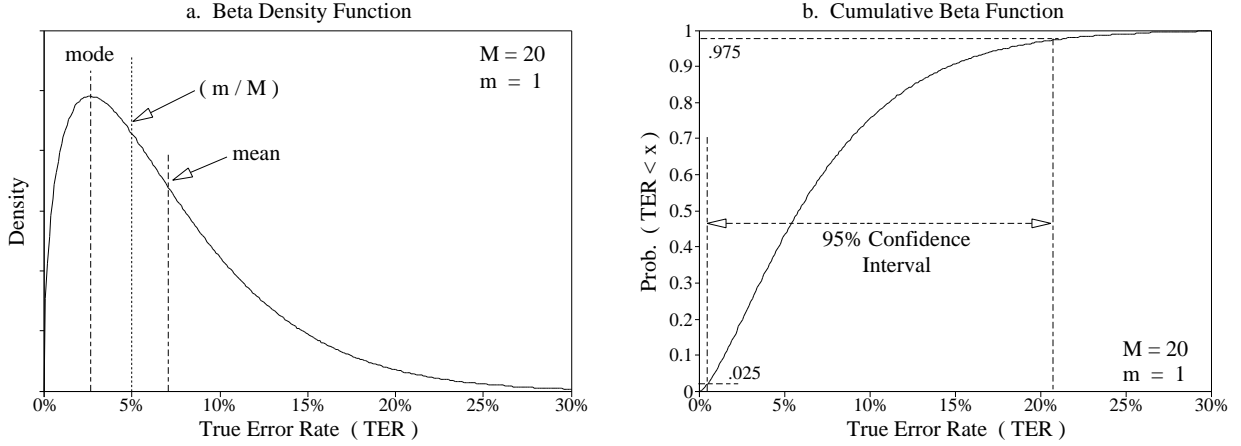 a. Beta Density Function
mode
( m / M )
mean
M = 20
m = 1
Density
0% 5% 10% 15% 20% 25% 30%
True Error Rate ( TER )
b. Cumulative Beta Function
1
0.9
0.8
0.7
0.6
0.5
0.4
0.3
0.2
0.1
0
.975
95% Confidence
Interval
.025
M = 20
m = 1
Prob. ( TER < x )
0% 5% 10% 15% 20% 25% 30%
True Error Rate ( TER )